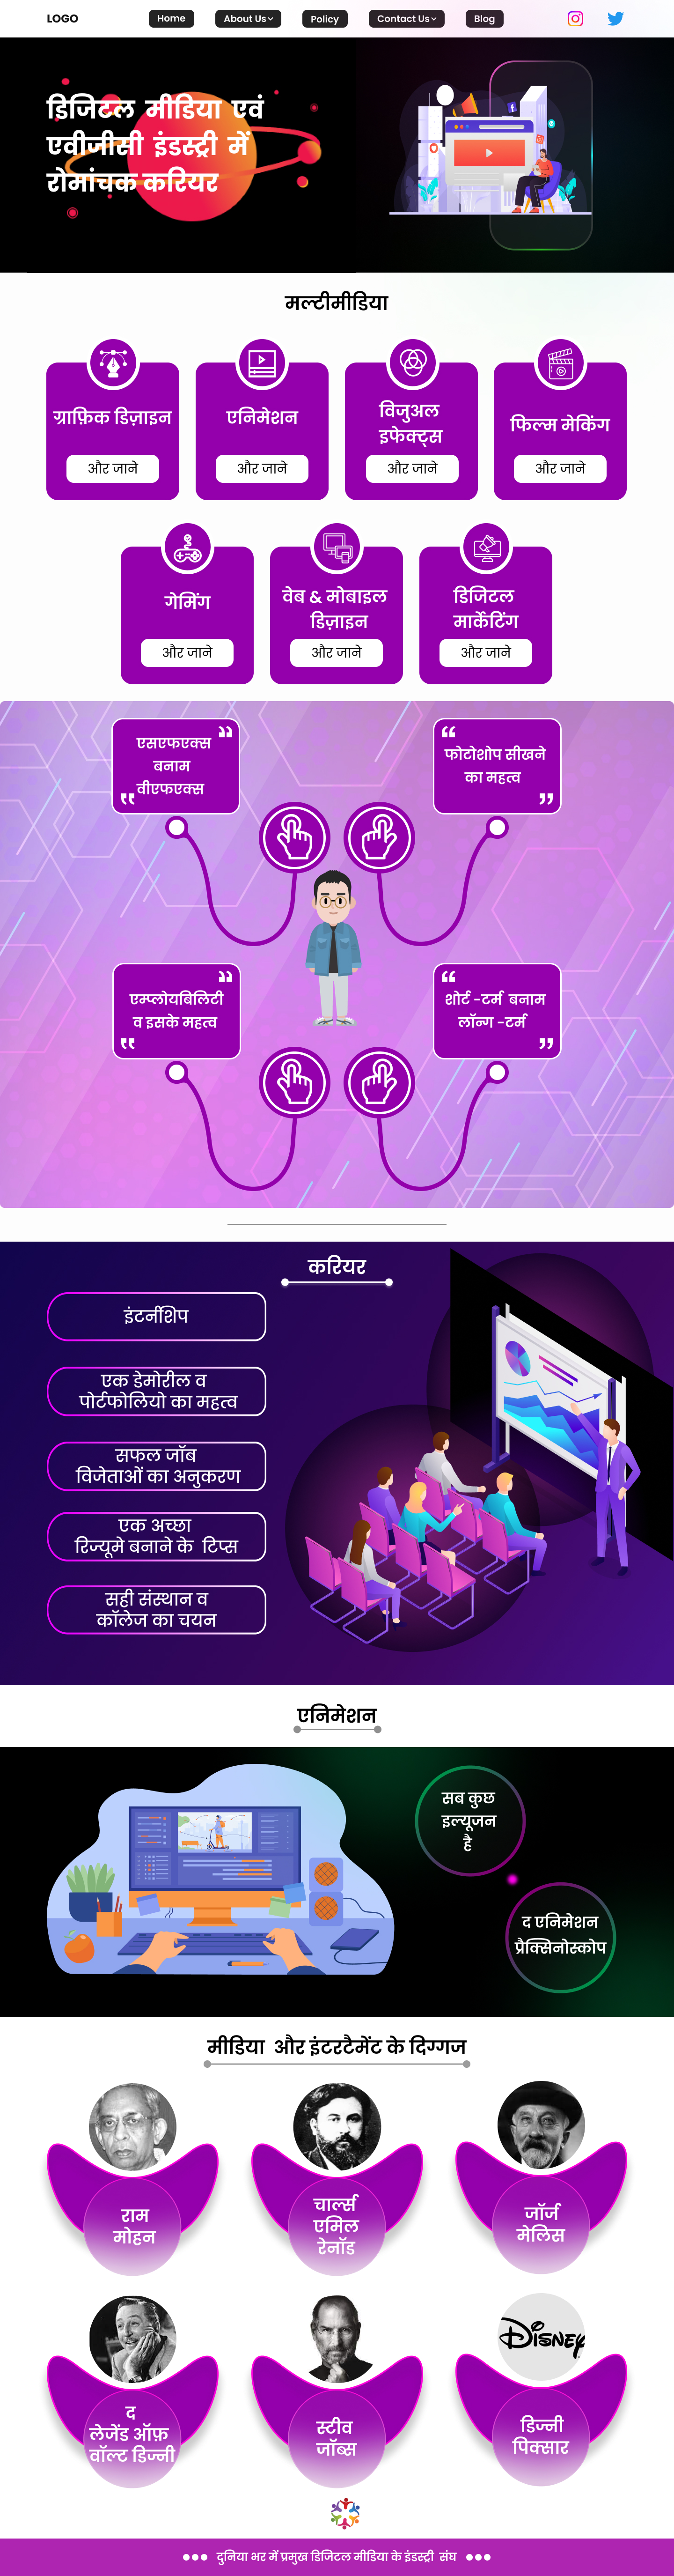 LOGO
Home
About Us
Policy
Contact Us
Blog
डिजिटल मीडिया एवं
एवीजीसी इंडस्ट्री में
रोमांचक करियर
मल्टीमीडिया
ग्राफ़िक डिज़ाइन
और जाने
एनिमेशन
और जाने
विजुअल
इफेक्ट्स
और जाने
फिल्म मेकिंग
और जाने
गेमिंग
और जाने
वेब & मोबाइल
डिज़ाइन
और जाने
डिजिटल
मार्केटिंग
और जाने
एसएफएक्स
बनाम
वीएफएक्स
फोटोशोप सीखने
का महत्व
एम्प्लोयबिलिटी
व इसके महत्व
शोर्ट -टर्म बनाम
लॉन्ग -टर्म
करियर
इंटर्नशिप
एक डेमोरील व
पोर्टफोलियो का महत्व
सफल जॉब
विजेताओं का अनुकरण
एक अच्छा
रिज्यूमे बनाने के टिप्स
सही संस्थान व
कॉलेज का चयन
एनिमेशन
सब कुछ
इल्यूजन
है
द एनिमेशन
प्रैक्सिनोस्कोप
मीडिया और इंटरटैमेंट के दिग्गज
राम
मोहन
चार्ल्स
एमिल
रेनॉड
जॉर्ज
मेलिस
द
लेजेंड ऑफ़
वॉल्ट डिज्नी
स्टीव
जॉब्स
Disney
डिज्नी
पिक्सार
दुनिया भर में प्रमुख डिजिटल मीडिया के इंडस्ट्री संघ